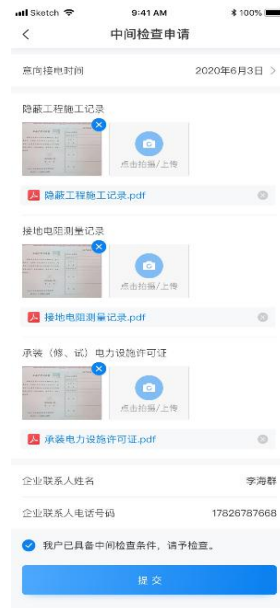 Sketch
9:41 AM
100%
中间检查申请
意向接电时间
2020年6月3日
隐蔽工程施工记录
点击拍摄/上传
隐蔽工程施工记录.pdf
接地电阻测量记录
点击拍摄/上传
接地电阻测量记录.pdf
承装（修、试）电力设施许可证
点击拍摄/上传
承装电力设施许可证.pdf
企业联系人姓名
李海群
企业联系人电话号码
17826787668
我户已具备中间检查条件，请予检查。
提交